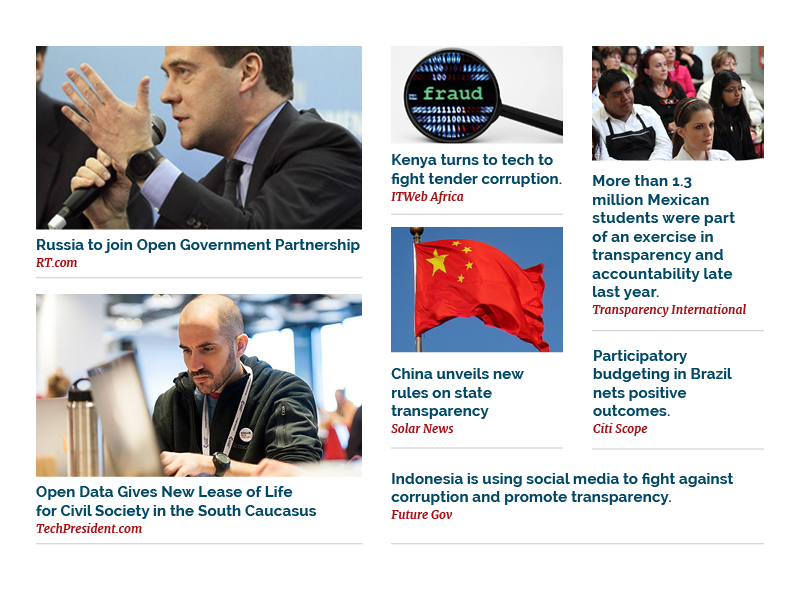 Russia to join Open Government Partnership
RT.com
Open Data Gives New Lease of Life
for Civil Society in the South Caucasus
TechPresident.com
fraud
Kenya turns to tech to
fight tender corruption.
ITWeb Africa
China unveils new
rules on state
transparency
Solar News
More than 1.3
million Mexican
students were part
of an exercise in
transparency and
accountability late
last year.
Transparency International
Participatory
budgeting in Brazil
nets positive
outcomes.
Citi Scope
Indonesia is using social media to fight against
corruption and promote transparency.
Future Gov